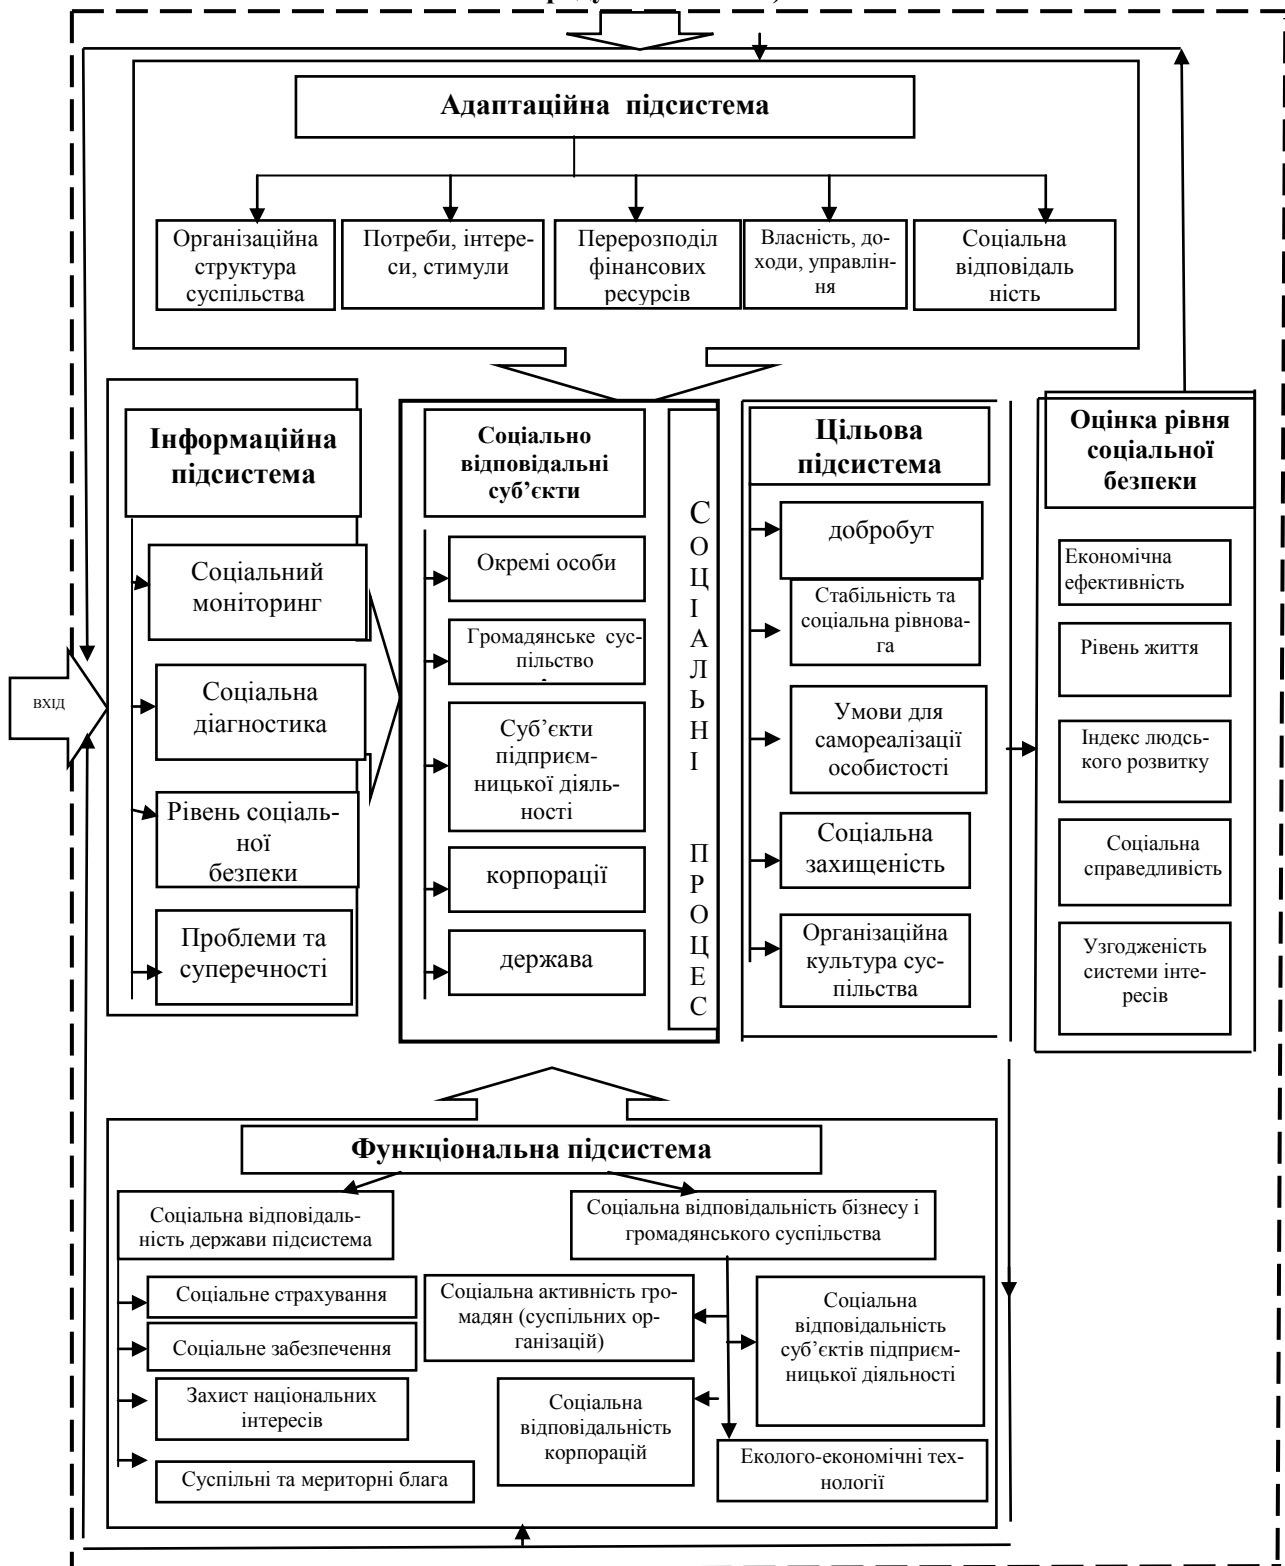 Адаптаційна підсистема
Організаційна
структура
суспільства
Потреби, інтере-
си, стимули
Перерозподіл
фінансових
ресурсів
Власність, до-
ходи, управлін-
ня
Соціальна
відповідаль
ність
Інформаційна
підсистема
Соціальний
моніторинг
Соціальна
діагностика
Рівень соціаль-
ної
безпеки
Проблеми та
суперечності
ВХІД
Соціально
відповідальні
суб’єкти
Окремі особи
Громадянське сус-
пільство
Суб’єкти
підприєм-
ницької діяль-
ності
корпорації
держава
С
О
Ц
І
А
Л
Ь
Н
І
П
Р
О
Ц
Е
С
Цільова
підсистема
добробут
Стабільність та
соціальна рівнова-
га
Умови для
самореалізації
особистості
Соціальна
захищеність
Організаційна
культура сус-
пільства
Оцінка рівня
соціальної
безпеки
Економічна
ефективність
Рівень життя
Індекс людсь-
кого розвитку
Соціальна
справедливість
Узгодженість
системи інте-
ресів
Функціональна підсистема
Соціальна відповідаль-
ність держави підсистема
Соціальне страхування
Соціальне забезпечення
Захист національних
інтересів
Суспільні та мериторні блага
Соціальна відповідальність бізнесу і
громадянського суспільства
Соціальна активність гро-
мадян (суспільних ор-
ганізацій)
Соціальна
відповідальність
корпорацій
Соціальна
відповідальність
суб’єктів підприєм-
ницької діяльності
Еколого-економічні тех-
нології